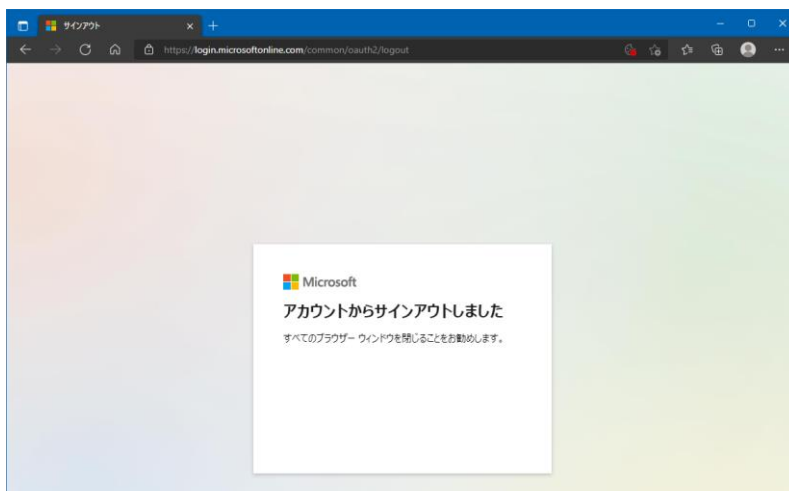 サインアウト
https://login.microsoftonline.com/common/oauth2/logout
Microsoft
アカウントからサインアウトしました
すべてのブラウザー ウィンドウを閉じることをお勧めします。